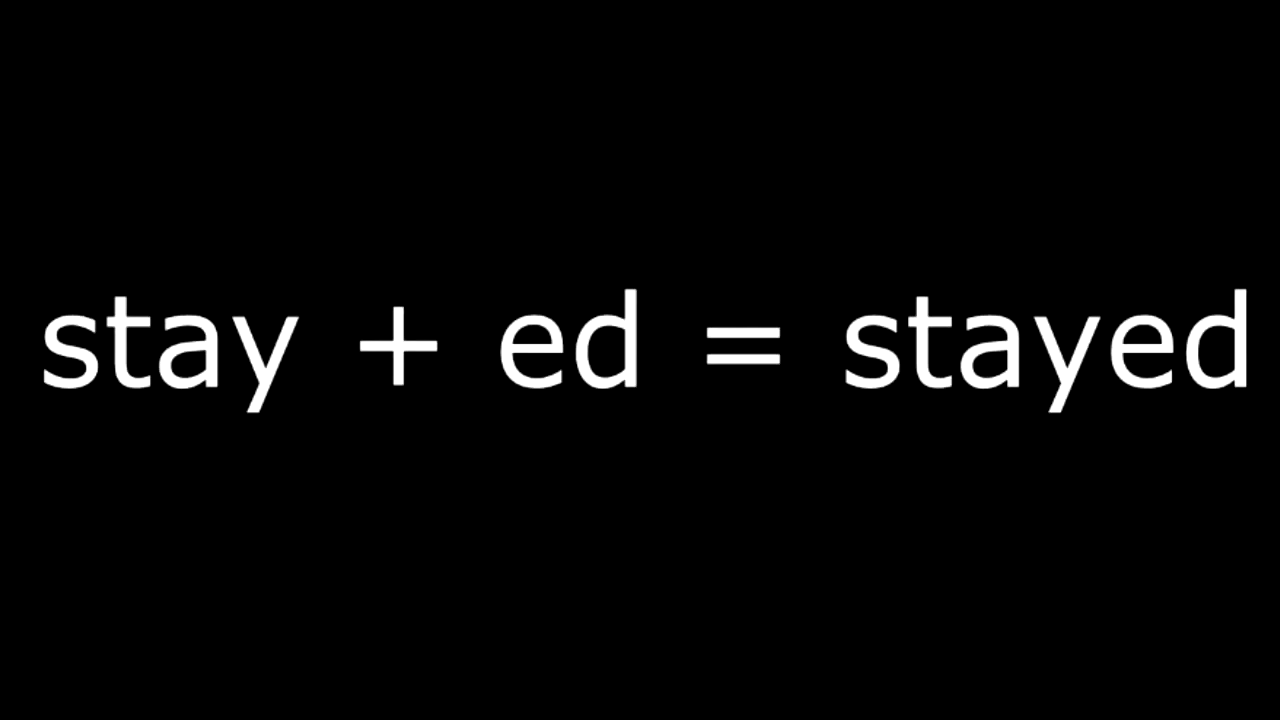 stay + ed = stayed